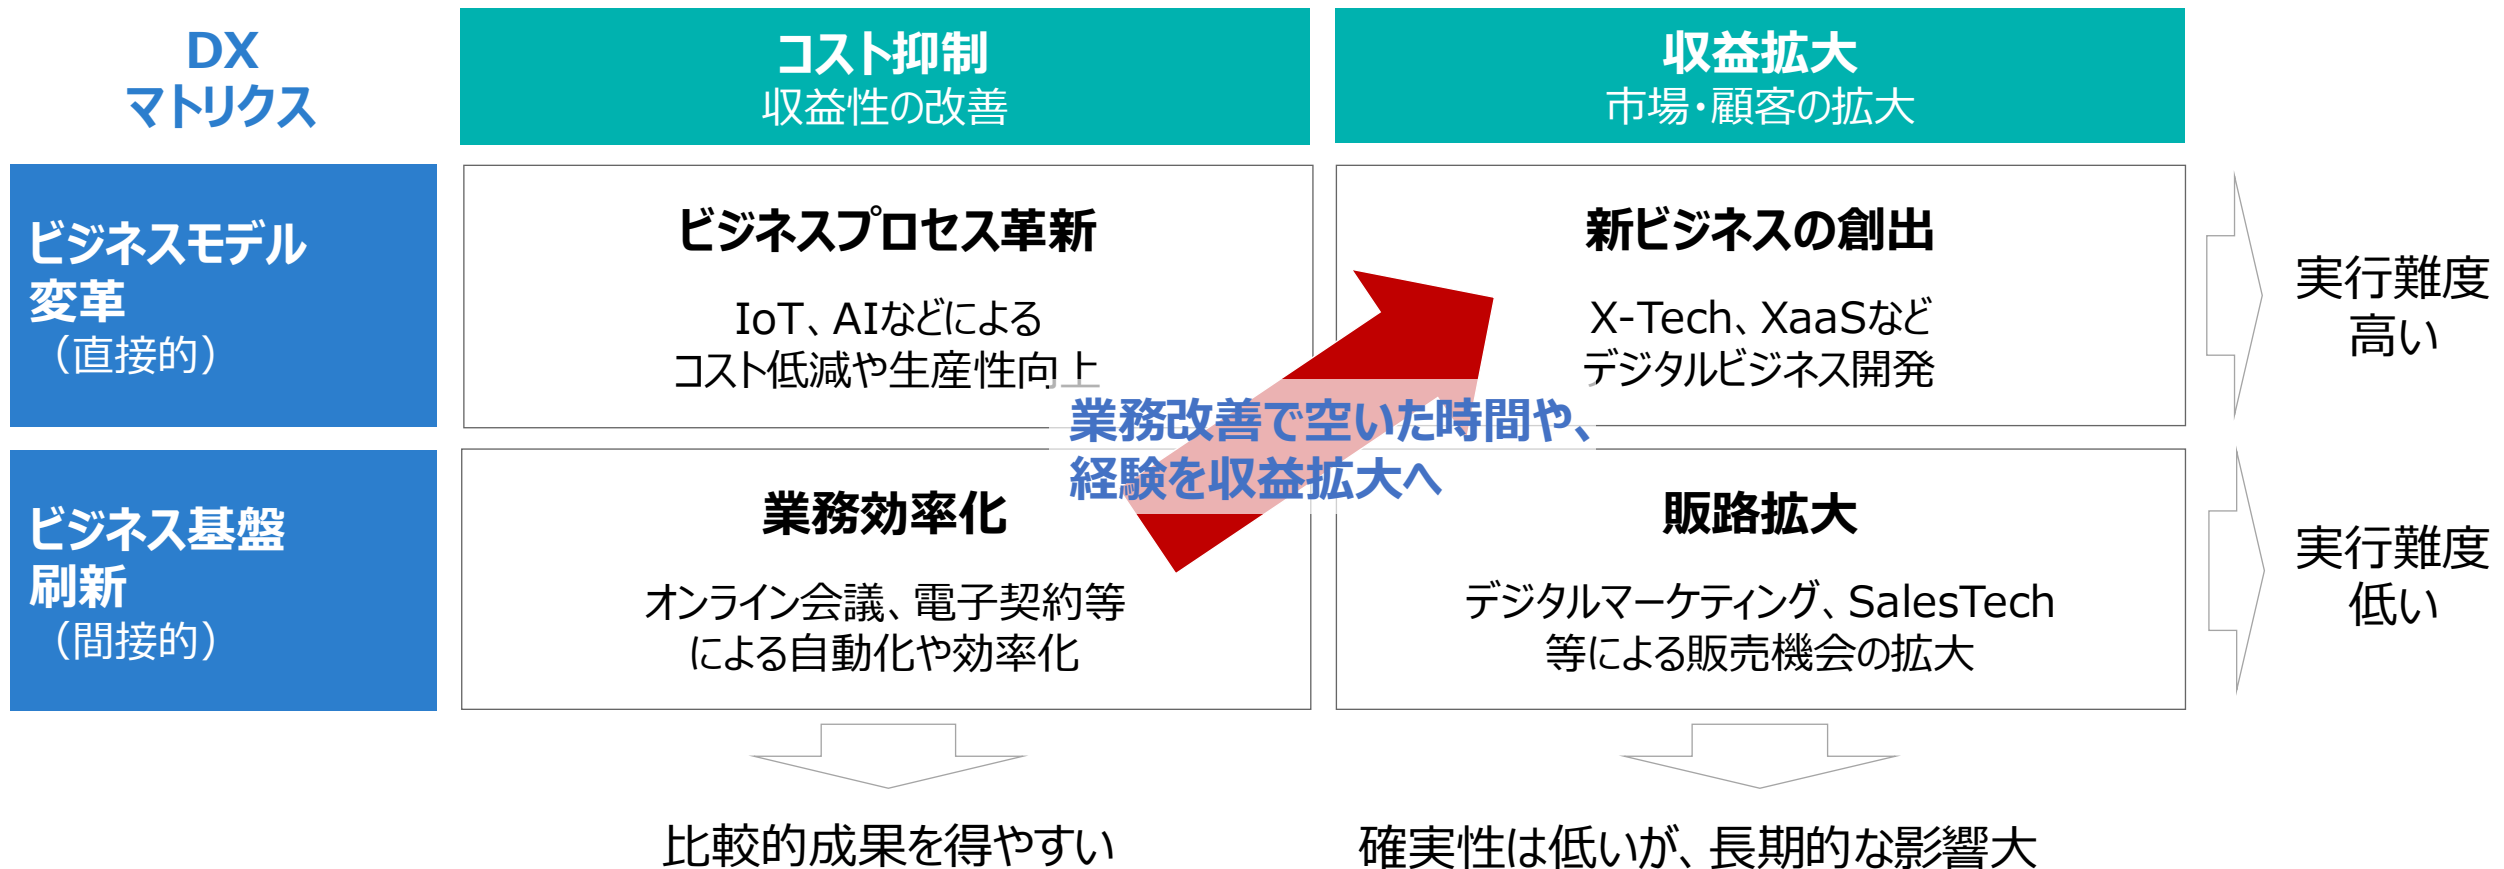 DX
マトリクス
コスト抑制
収益性の改善
収益拡大
市場・顧客の拡大
ビジネスモデル
変革
（直接的）
ビジネスプロセス革新
IoT、AIなどによる
コスト低減や生産性向上
新ビジネスの創出
X-Tech、XaaSなど
デジタルビジネスの開発
実行難度
高い
業務改善で空いた時間や、
経験を収益拡大へ
ビジネス基盤
刷新
（間接的）
業務効率化
オンライン会議、電子契約等
による自動化や効率化
販路拡大
デジタルマーケティング、SalesTech
等による販売機会の拡大
実行難度
低い
比較的成果を得やすい
確実性は低いが、長期的な影響大